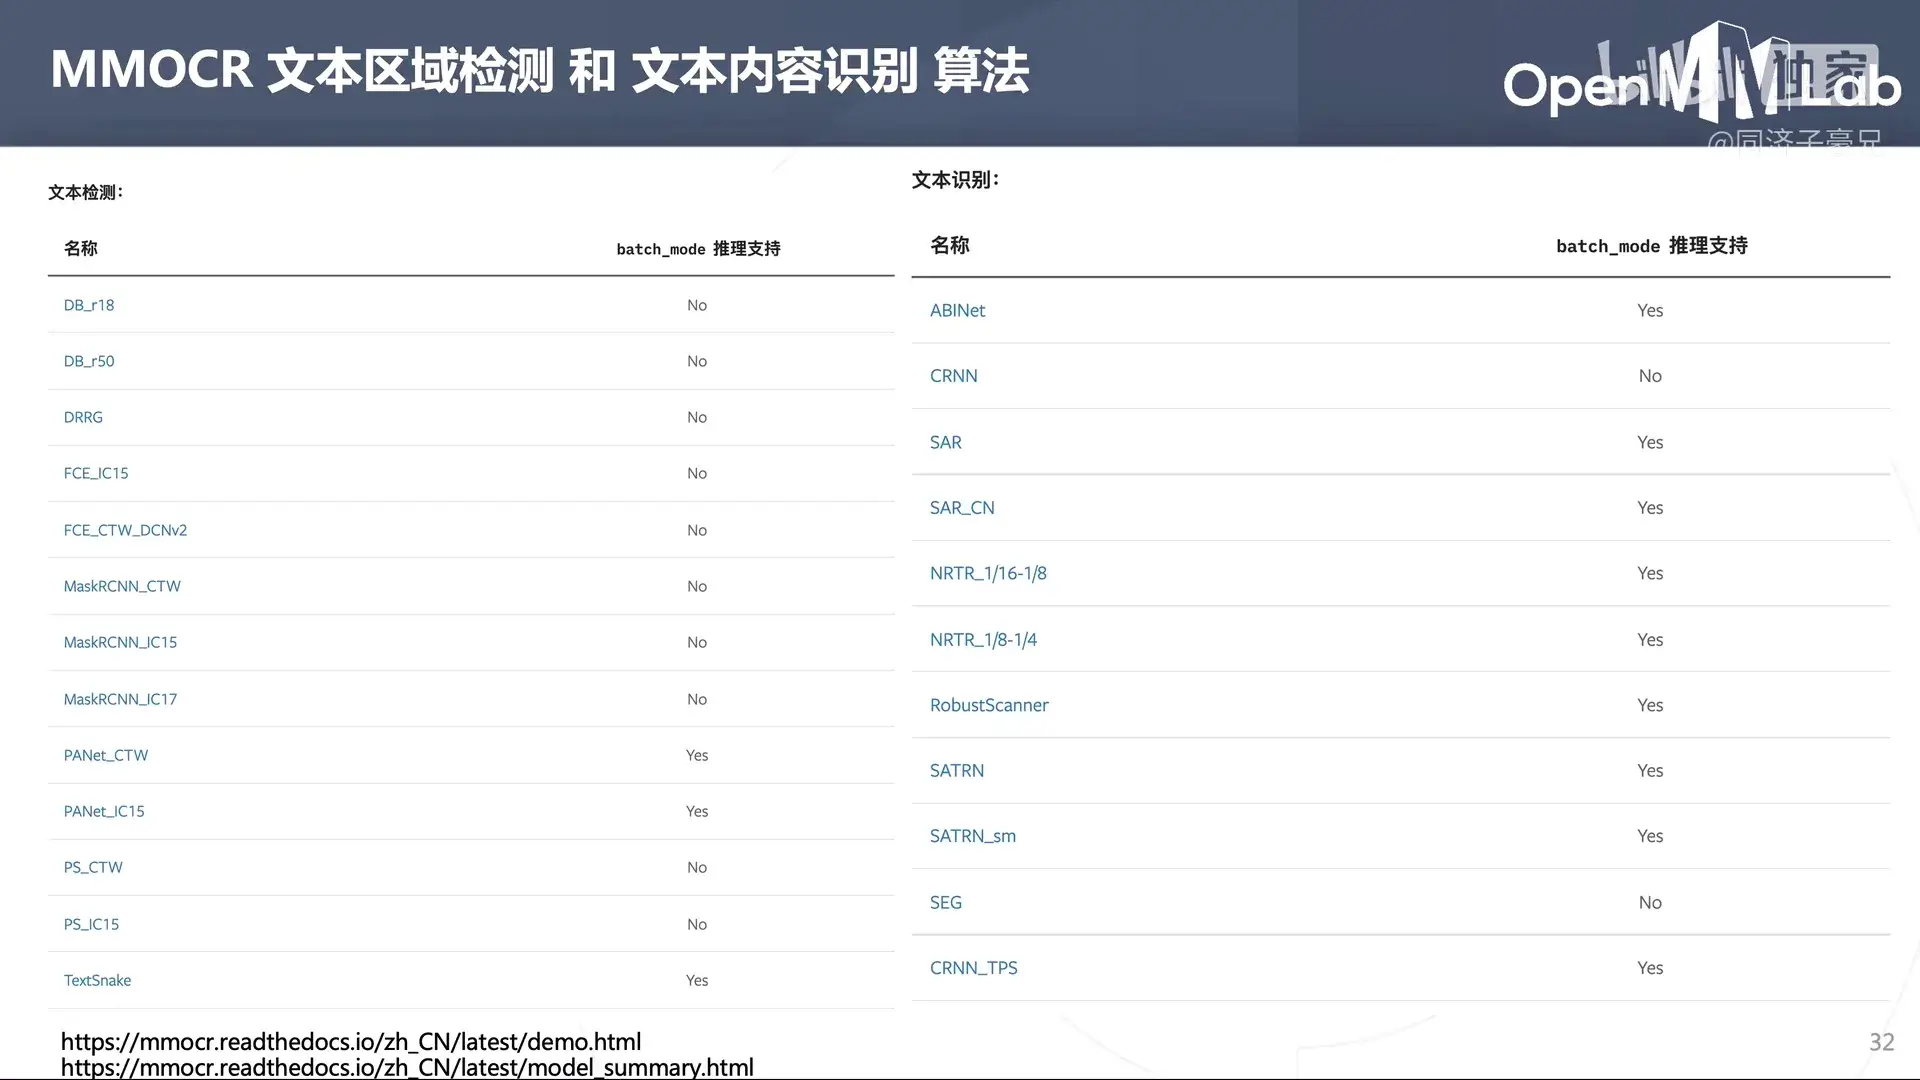 MMOCR 文本区域检测 和 文本内容识别 算法
OpenMMLab
bilibili 独家
@同济子豪兄
文本检测：
名称 batch_mode 推理支持
DB_r18 No
DB_r50 No
DRRG No
FCE_IC15 No
FCE_CTW_DCNv2 No
MaskRCNN_CTW No
MaskRCNN_IC15 No
MaskRCNN_IC17 No
PANet_CTW Yes
PANet_IC15 Yes
PS_CTW No
PS_IC15 No
TextSnake Yes
文本识别：
名称 batch_mode 推理支持
ABINet Yes
CRNN No
SAR Yes
SAR_CN Yes
NRTR_1/16-1/8 Yes
NRTR_1/8-1/4 Yes
RobustScanner Yes
SATRN Yes
SATRN_sm Yes
SEG No
CRNN_TPS Yes
https://mmocr.readthedocs.io/zh_CN/latest/demo.html
https://mmocr.readthedocs.io/zh_CN/latest/model_summary.html
32